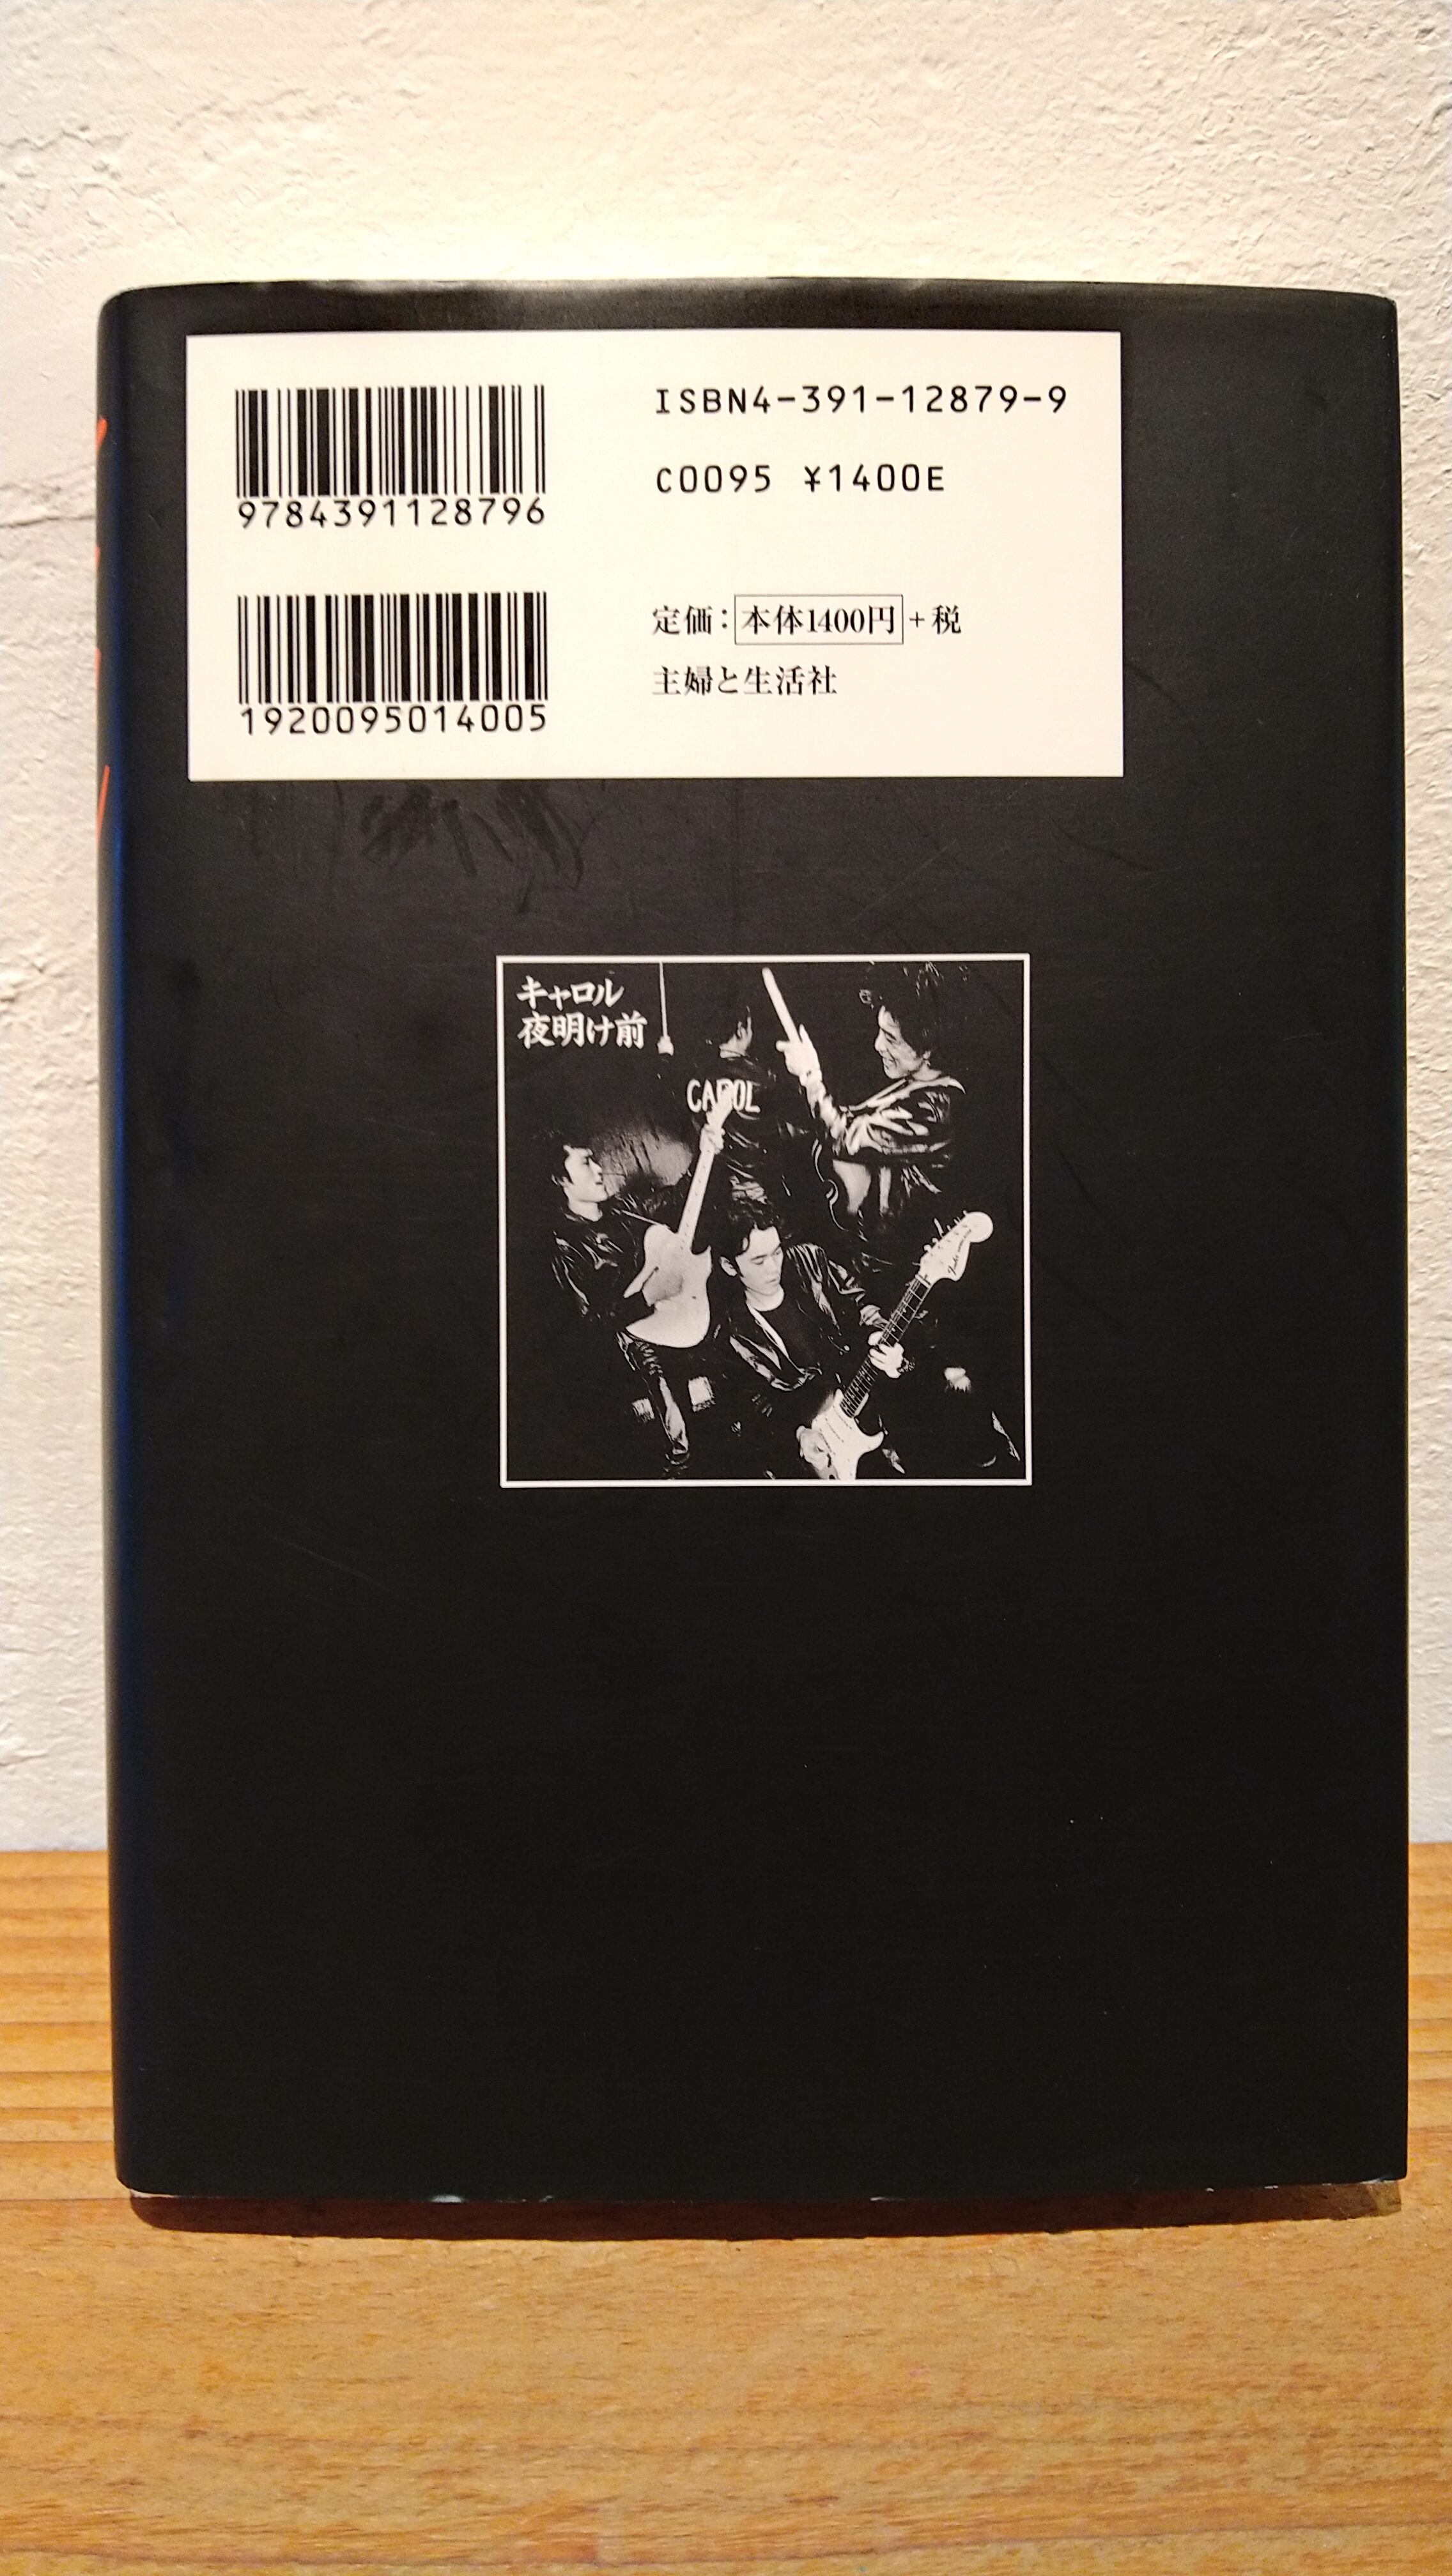 ISBN4-391-12879-9
9784391128796
C0095 ¥1400E
定価：本体1400円＋税
主婦と生活社
1920095014005
キャロル
夜明け前
CAROL